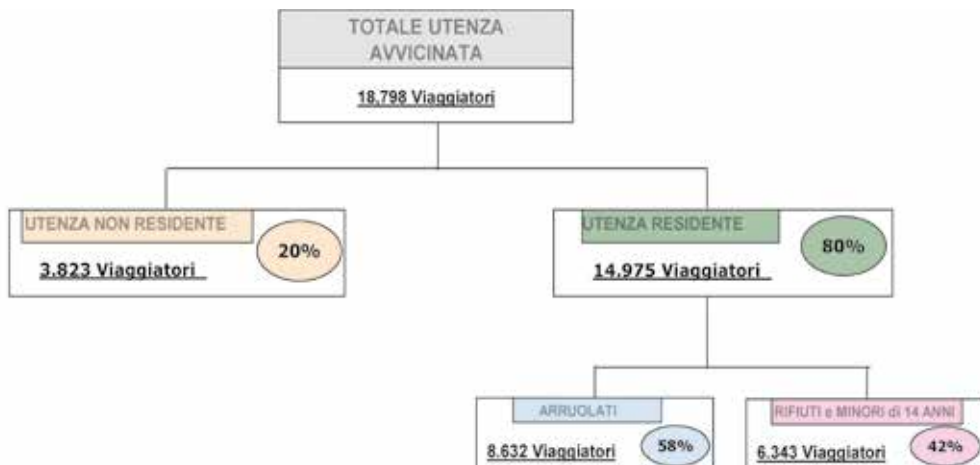 TOTALE UTENZA
AVVICINATA
18.798 Viaggiatori
UTENZA NON RESIDENTE
20%
3.823 Viaggiatori
UTENZA RESIDENTE
80%
14.975 Viaggiatori
ARRUOLATI
58%
8.632 Viaggiatori
RIFIUTI e MINORI di 14 ANNI
42%
6.343 Viaggiatori